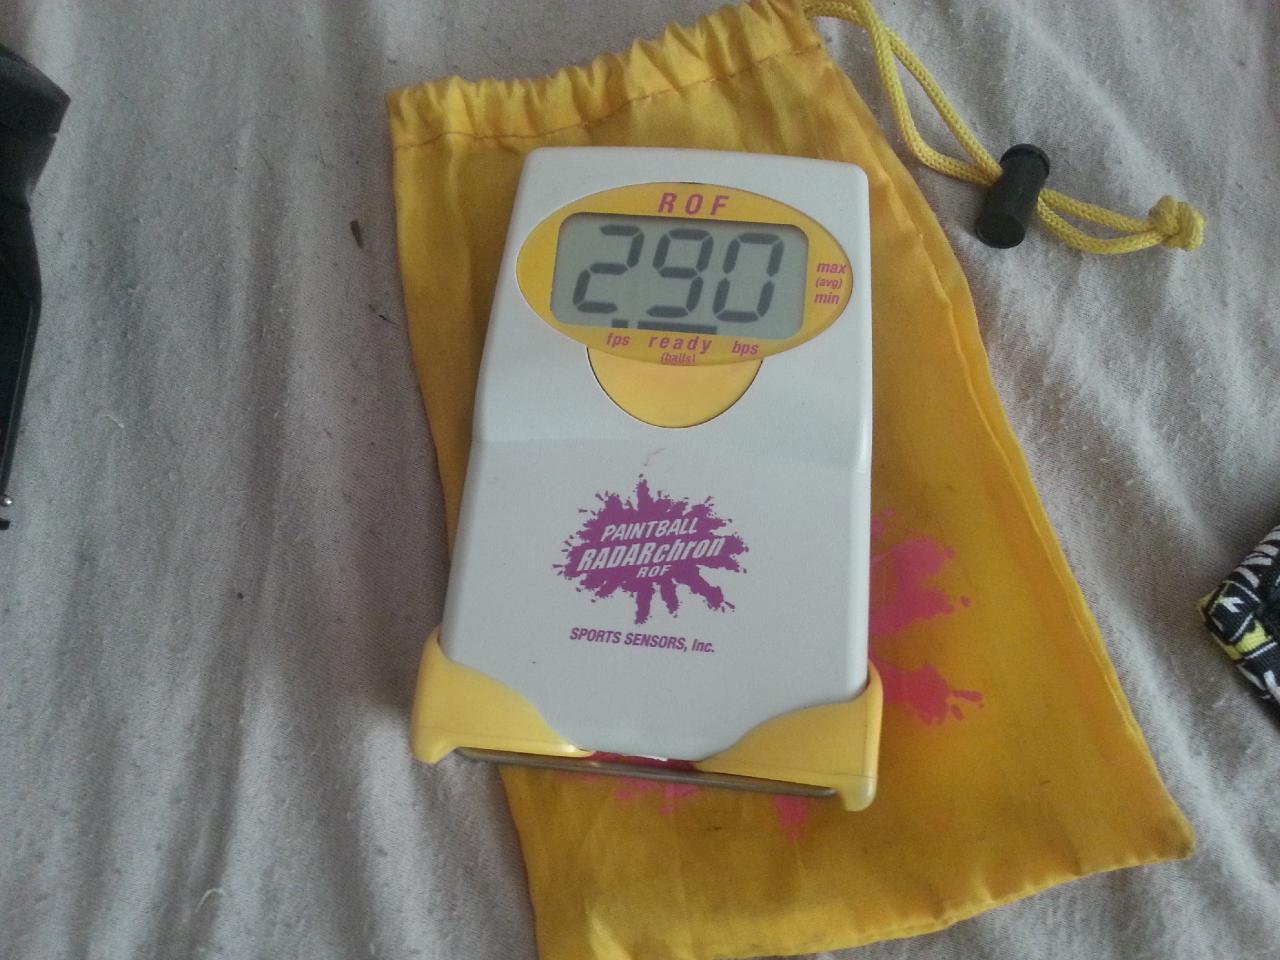 ROF
290
max
(avg)
min
fps ready bps
(balls)
PAINTBALL
RADARchron
ROF
SPORTS SENSORS, Inc.